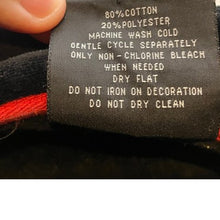 80%COTTON
20%POLYESTER
MACHINE WASH COLD
GENTLE CYCLE SEPARATELY
ONLY NON-CHLORINE BLEACH
WHEN NEEDED
DRY FLAT
DO NOT IRON ON DECORATION
DO NOT DRY CLEAN